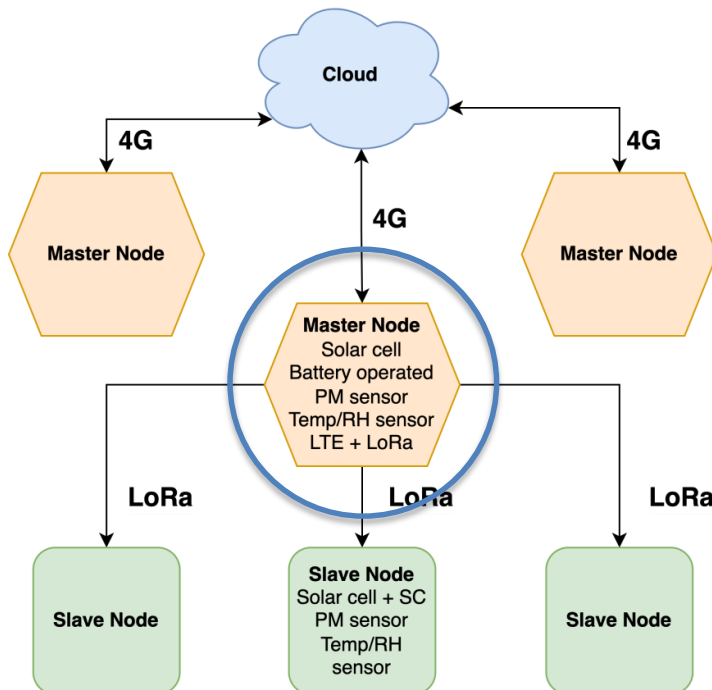 Cloud
4G
4G
4G
Master Node
Master Node
Master Node
Solar cell
Battery operated
PM sensor
Temp/RH sensor
LTE + LoRa
LoRa
LoRa
LoRa
Slave Node
Slave Node
Solar cell + SC
PM sensor
Temp/RH
sensor
Slave Node